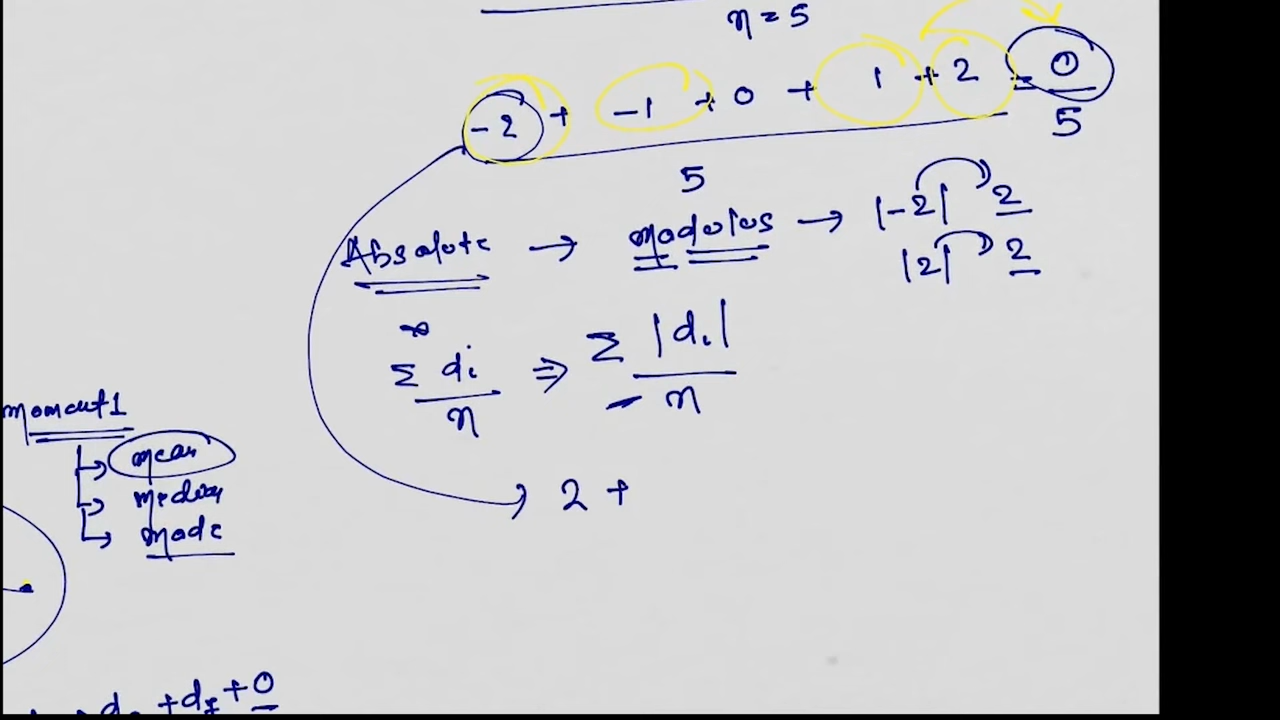 n = 5
-2 + -1 + 0 + 1 + 2 = 0
5 5
Absolute → modulus → |-2| 2
|2| 2
Σ di / n ⇒ Σ |di| / n
moment1
mean
median
mode
2 +
+ 0